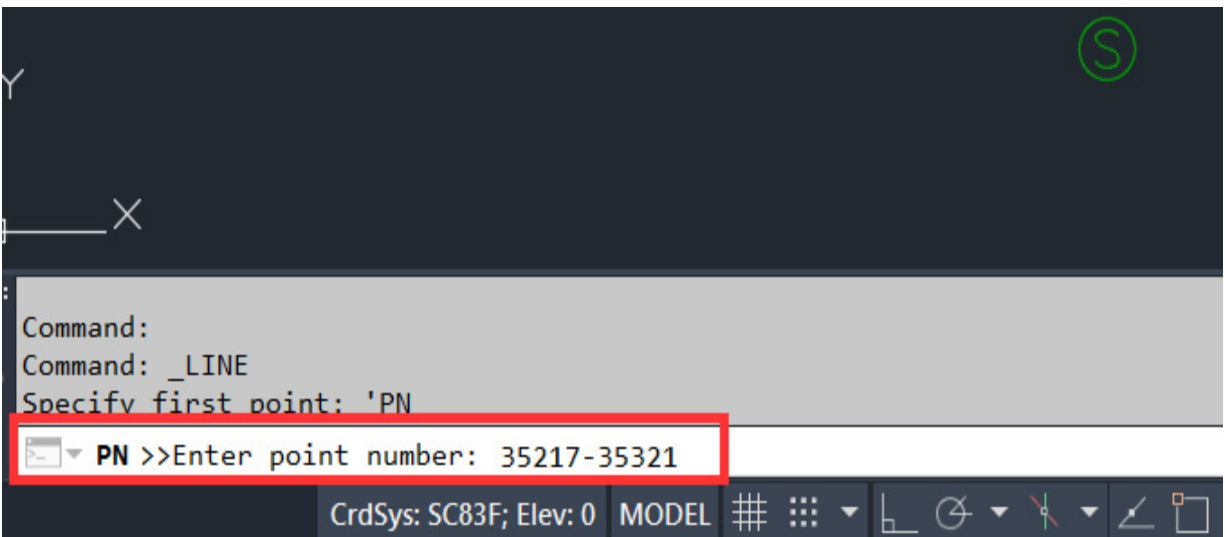 S
Y
X
Command:
Command: _LINE
Specify first point: 'PN
PN >>Enter point number: 35217-35321
CrdSys: SC83F; Elev: 0 MODEL